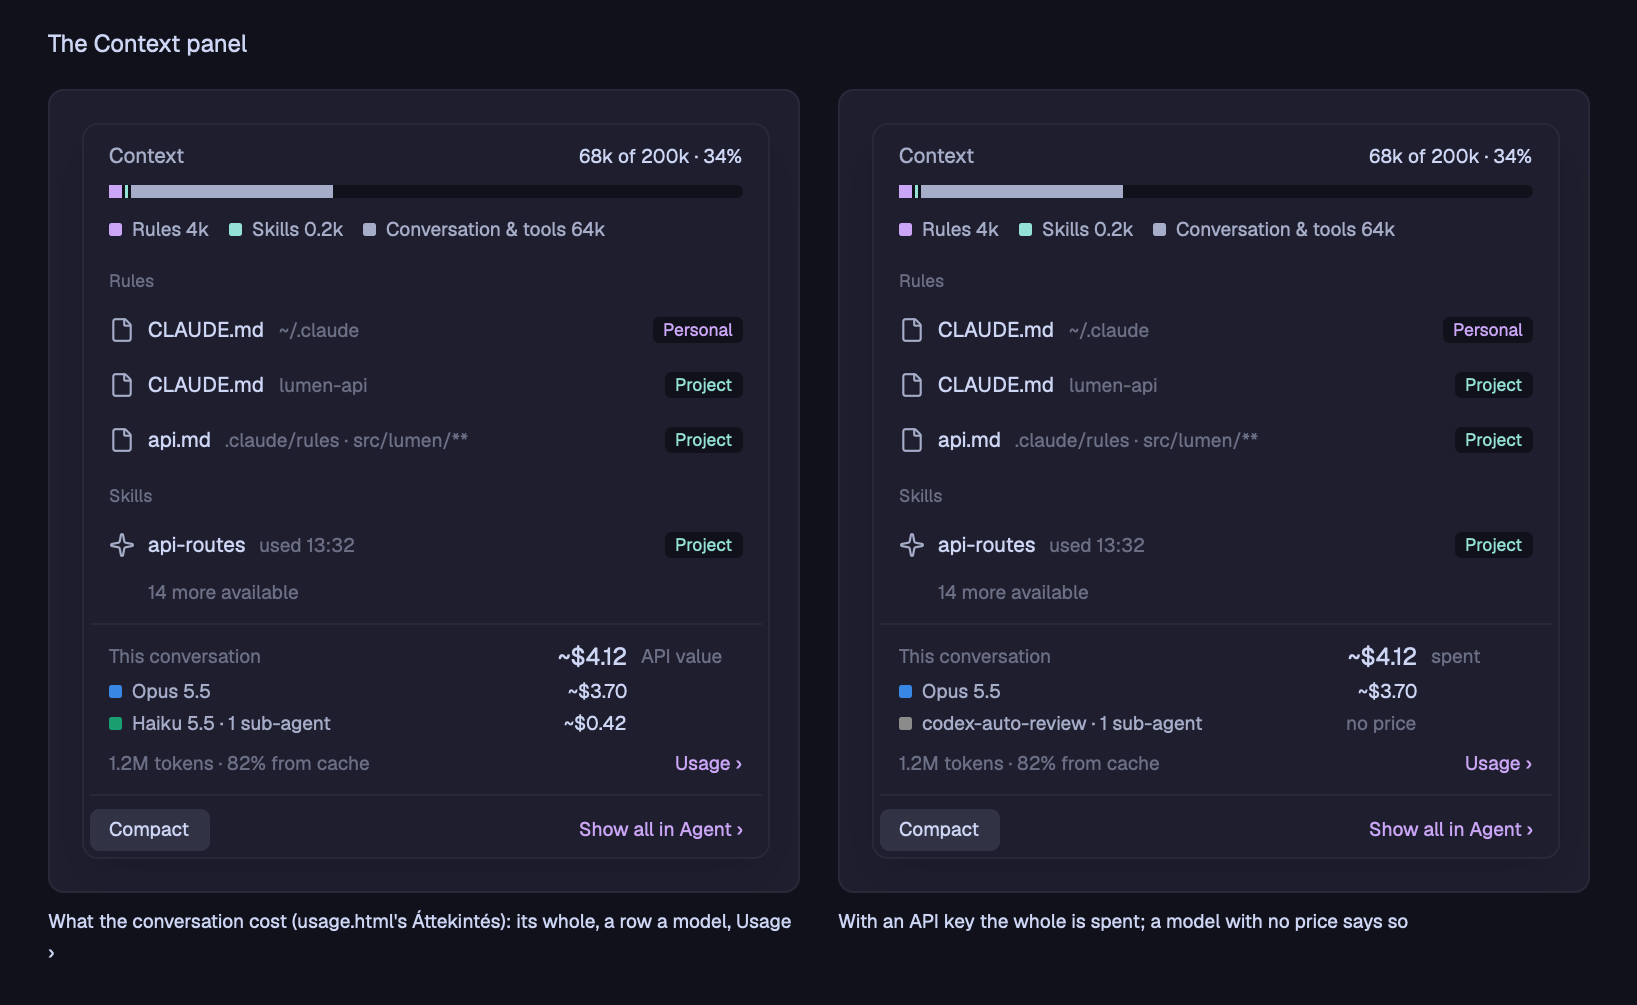 The Context panel
Context 68k of 200k · 34%
Rules 4k Skills 0.2k Conversation & tools 64k
Rules
CLAUDE.md ~/.claude Personal
CLAUDE.md lumen-api Project
api.md .claude/rules · src/lumen/** Project
Skills
api-routes used 13:32 Project
14 more available
This conversation ~$4.12 API value
Opus 5.5 ~$3.70
Haiku 5.5 · 1 sub-agent ~$0.42
1.2M tokens · 82% from cache Usage ›
Compact Show all in Agent ›
What the conversation cost (usage.html's Áttekintés): its whole, a row a model, Usage
›
Context 68k of 200k · 34%
Rules 4k Skills 0.2k Conversation & tools 64k
Rules
CLAUDE.md ~/.claude Personal
CLAUDE.md lumen-api Project
api.md .claude/rules · src/lumen/** Project
Skills
api-routes used 13:32 Project
14 more available
This conversation ~$4.12 spent
Opus 5.5 ~$3.70
codex-auto-review · 1 sub-agent no price
1.2M tokens · 82% from cache Usage ›
Compact Show all in Agent ›
With an API key the whole is spent; a model with no price says so